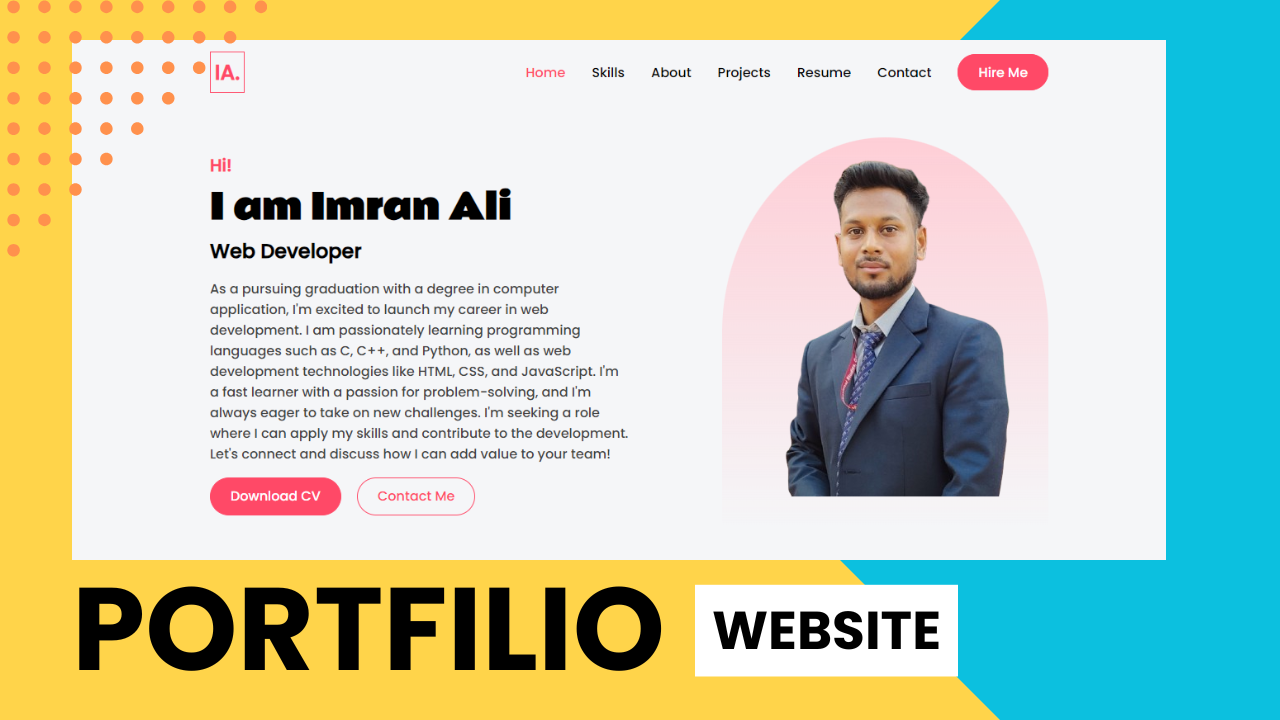 IA.
Home Skills About Projects Resume Contact Hire Me
Hi!
I am Imran Ali
Web Developer
As a pursuing graduation with a degree in computer
application, I'm excited to launch my career in web
development. I am passionately learning programming
languages such as C, C++, and Python, as well as web
development technologies like HTML, CSS, and JavaScript. I'm
a fast learner with a passion for problem-solving, and I'm
always eager to take on new challenges. I'm seeking a role
where I can apply my skills and contribute to the development.
Let's connect and discuss how I can add value to your team!
Download CV Contact Me
PORTFILIO WEBSITE